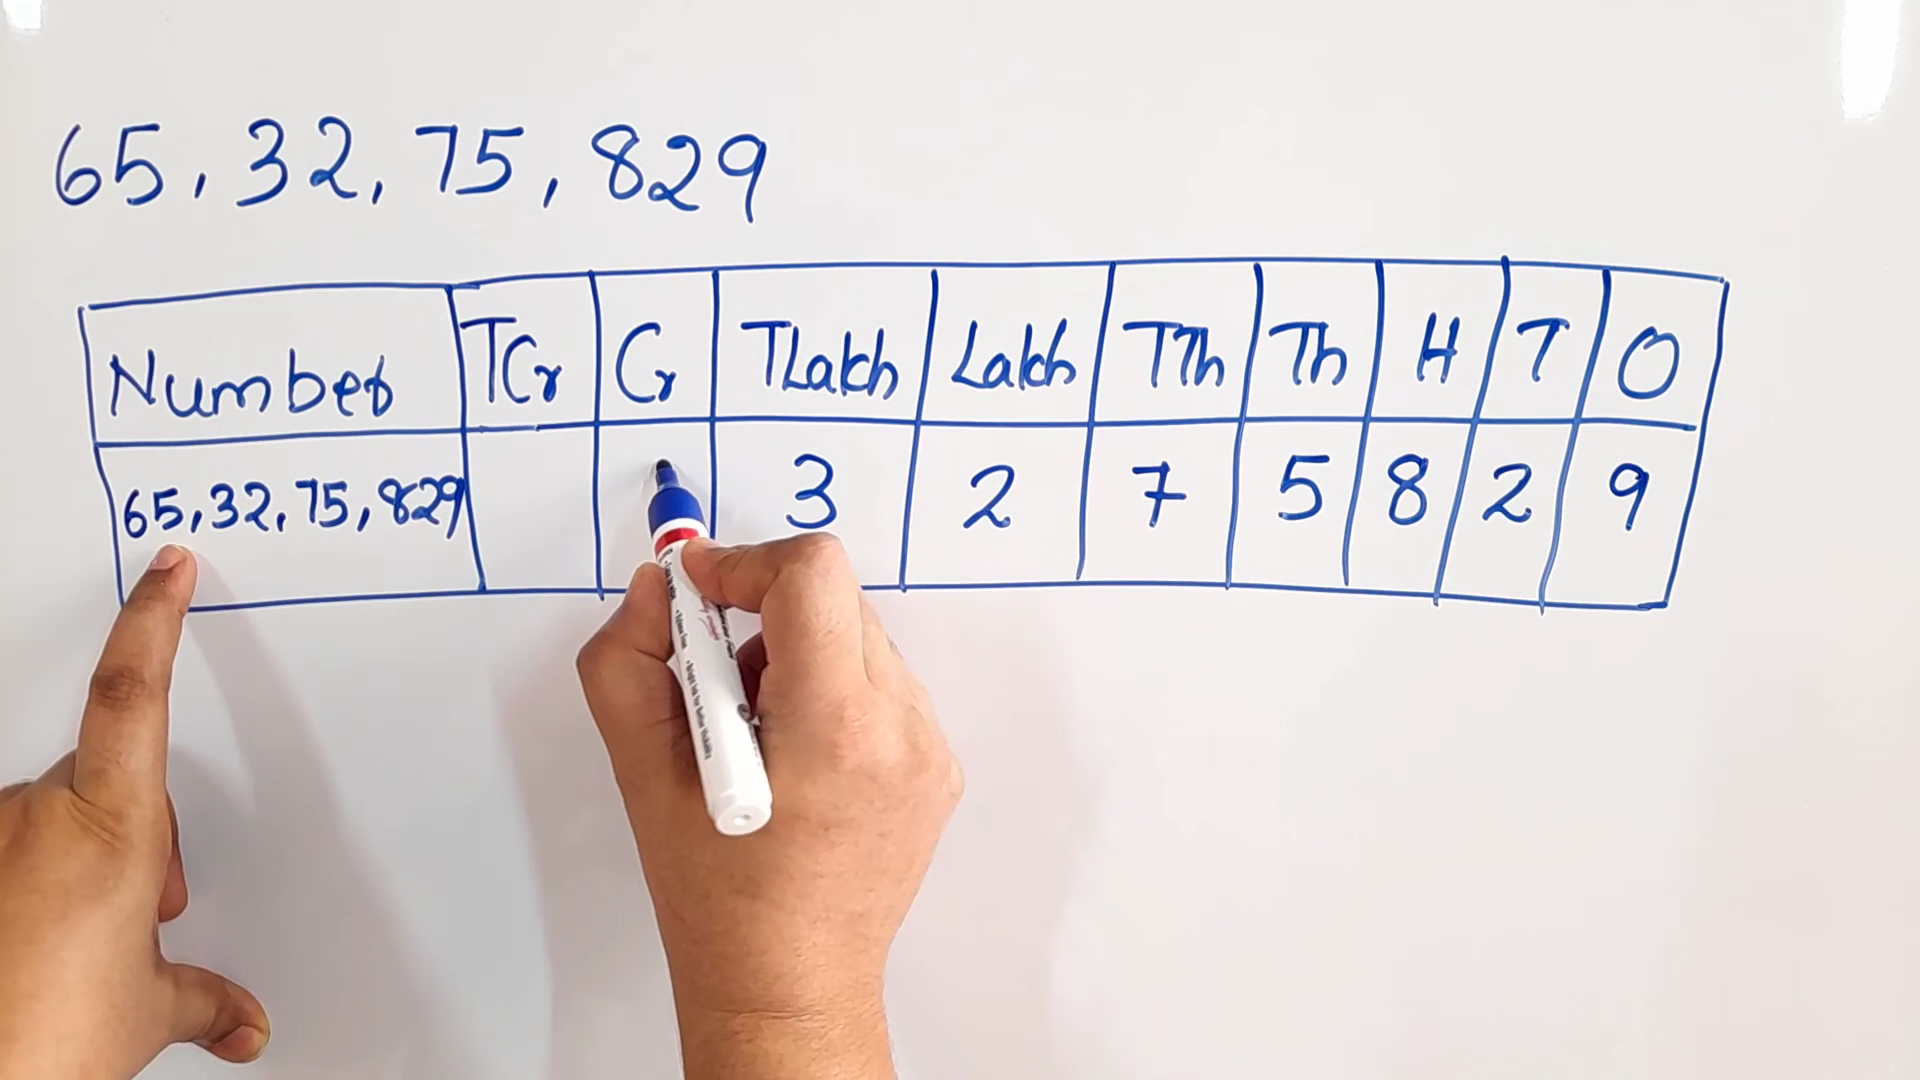 65, 32, 75, 829
Number TCr Cr TLakh Lakh TTh Th H T O
65, 32, 75, 829 3 2 7 5 8 2 9